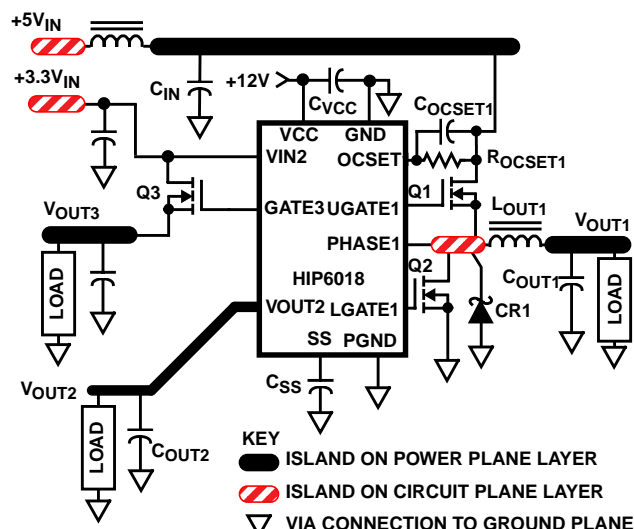 +5VIN
+3.3VIN
CIN
+12V
CVCC
COCSET1
VCC
GND
VIN2
OCSET
ROCSET1
Q3
GATE3
UGATE1
Q1
LOUT1
VOUT3
VOUT1
PHASE1
Q2
COUT1
HIP6018
LOAD
LOAD
VOUT2
LGATE1
CR1
SS
PGND
CSS
VOUT2
LOAD
COUT2
KEY
ISLAND ON POWER PLANE LAYER
ISLAND ON CIRCUIT PLANE LAYER
VIA CONNECTION TO GROUND PLANE